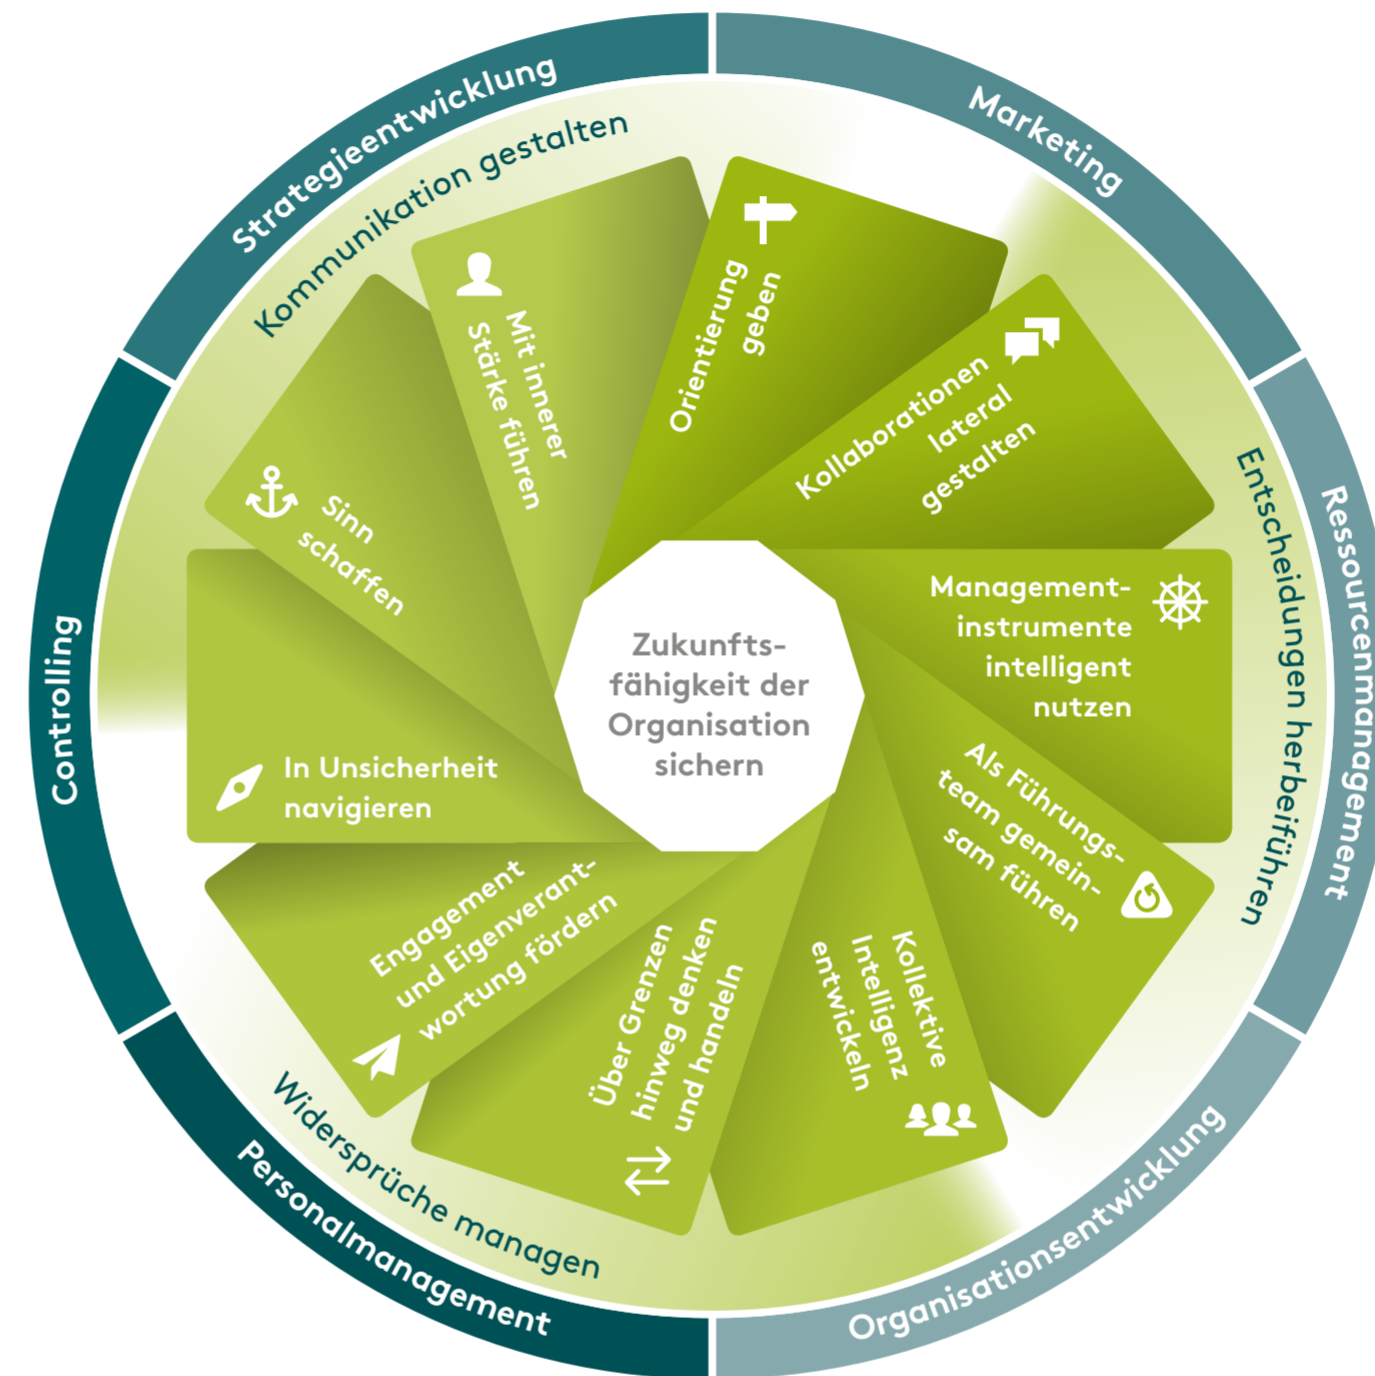 Strategieentwicklung
Marketing
Ressourcenmanagement
Organisationsentwicklung
Personalmanagement
Controlling
Kommunikation gestalten
Entscheidungen herbeiführen
Widersprüche managen
Orientierung
geben
Kollaborationen
lateral
gestalten
Management-
instrumente
intelligent
nutzen
Als Führungs-
team gemein-
sam führen
Kollektive
Intelligenz
entwickeln
Über Grenzen
hinweg denken
und handeln
Engagement
und Eigenverant-
wortung fördern
In Unsicherheit
navigieren
Sinn
schaffen
Mit innerer
Stärke führen
Zukunfts-
fähigkeit der
Organisation
sichern